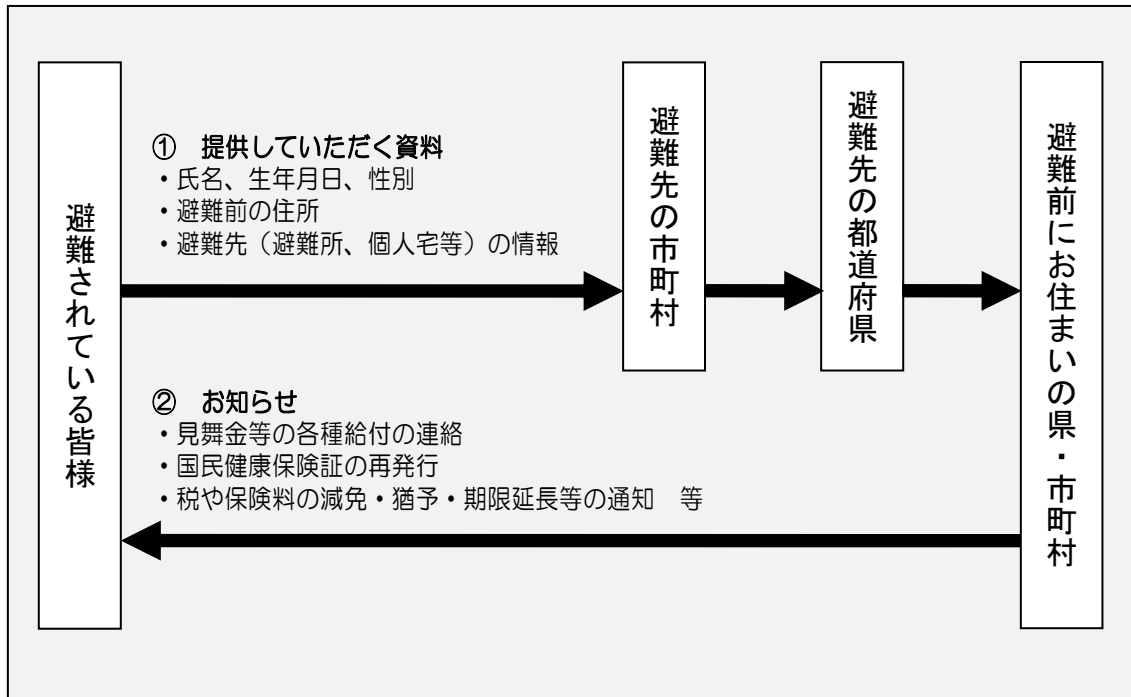 避難されている皆様
① 提供していただく資料
・氏名、生年月日、性別
・避難前の住所
・避難先（避難所、個人宅等）の情報
避難先の市町村
避難先の都道府県
避難前にお住まいの県・市町村
② お知らせ
・見舞金等の各種給付の連絡
・国民健康保険証の再発行
・税や保険料の減免・猶予・期限延長等の通知　等